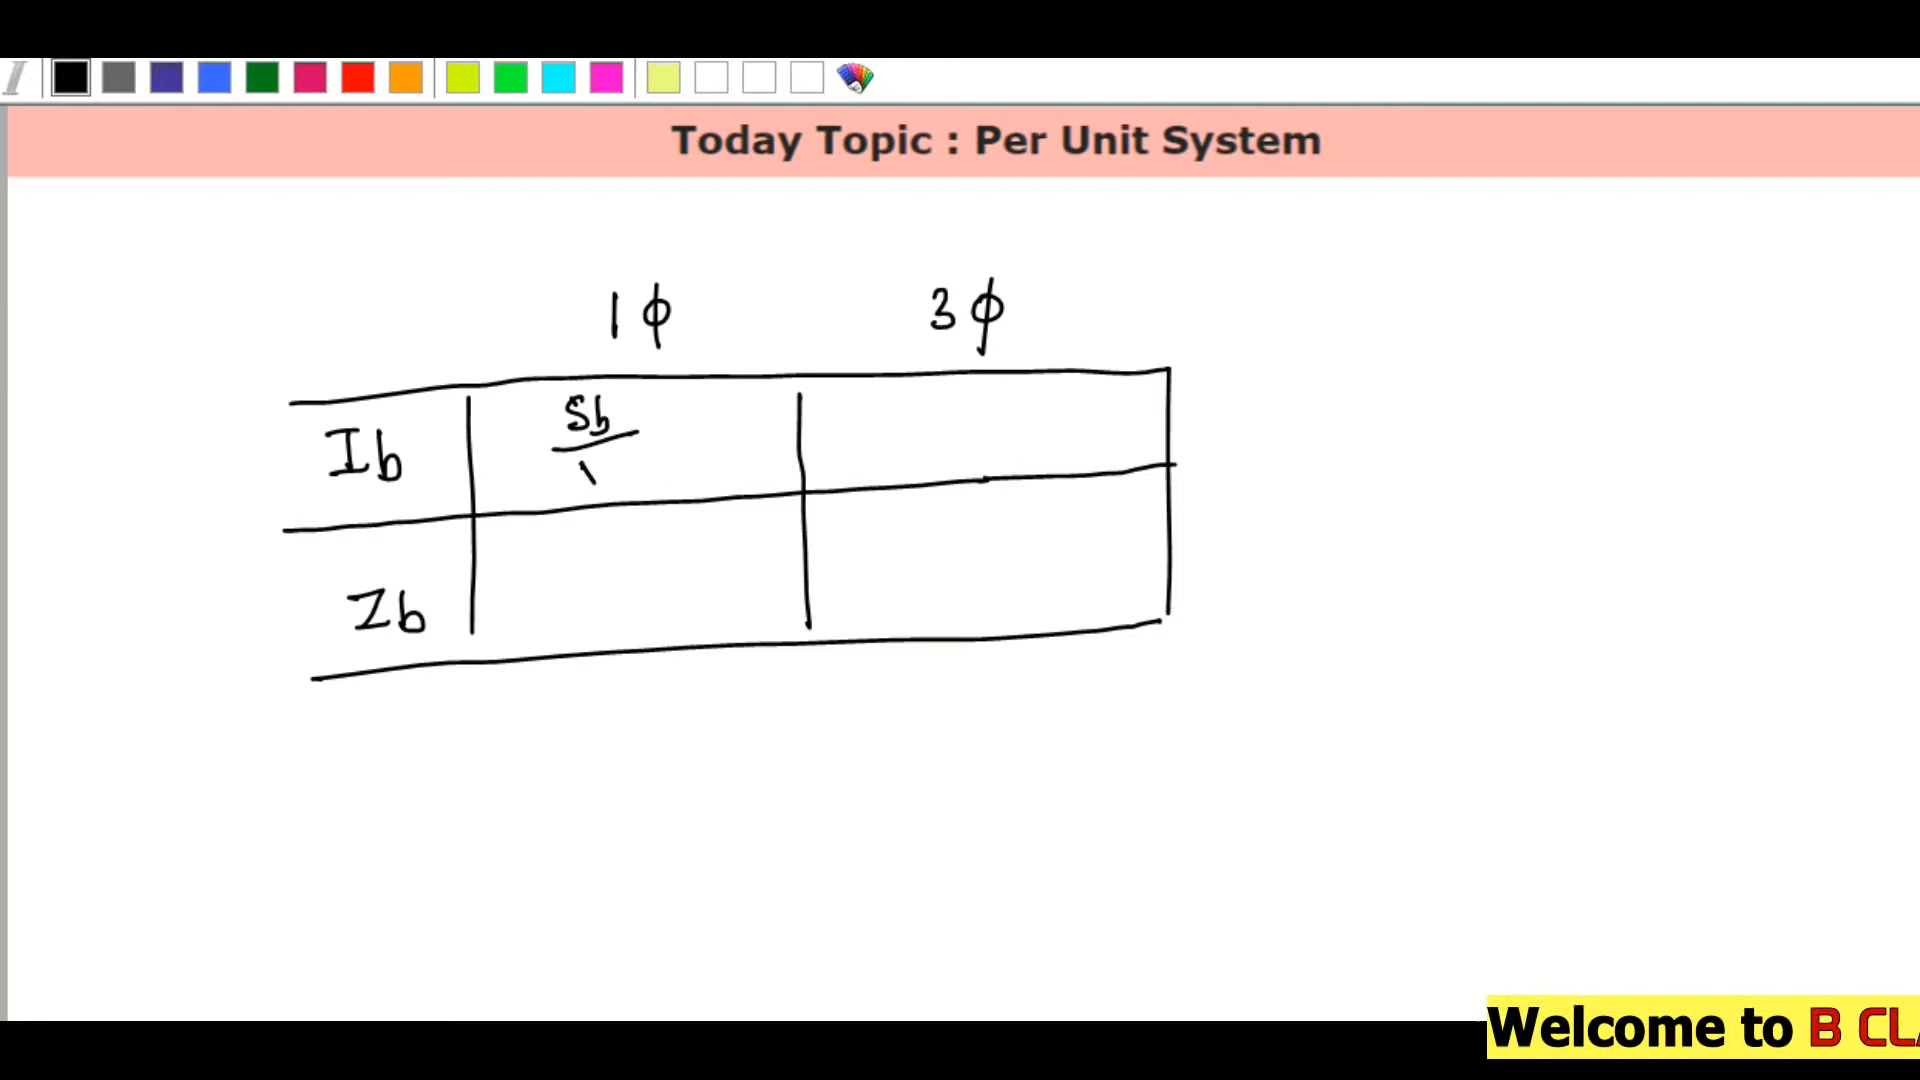 Today Topic : Per Unit System
1 ϕ 3 ϕ
Ib Sb
Zb
Welcome to B CL